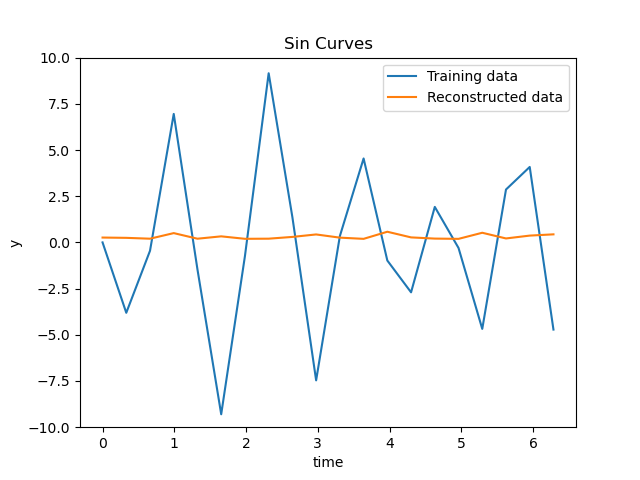 Sin Curves
Training data
Reconstructed data
10.0
7.5
5.0
2.5
0.0
−2.5
−5.0
−7.5
−10.0
y
0 1 2 3 4 5 6
time